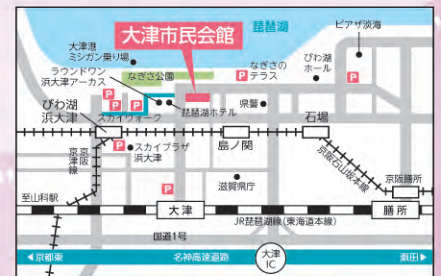 大津市民会館
琵琶湖
ピアザ淡海
大津港
ミシガン乗り場
なぎさ公園
P
なぎさの
テラス
びわ湖
ホール
P
ラウンドワン
浜大津アーカス
P
P
P
スカイウォーク
琵琶湖ホテル
県警
びわ湖
浜大津
島ノ関
石場
京阪
京津線
P
スカイプラザ
浜大津
京阪石山坂本線
京阪膳所
滋賀県庁
P
至山科駅
大津
膳所
JR琵琶湖線(東海道本線)
国道1号
京都東
名神高速道路
大津
IC
瀬田